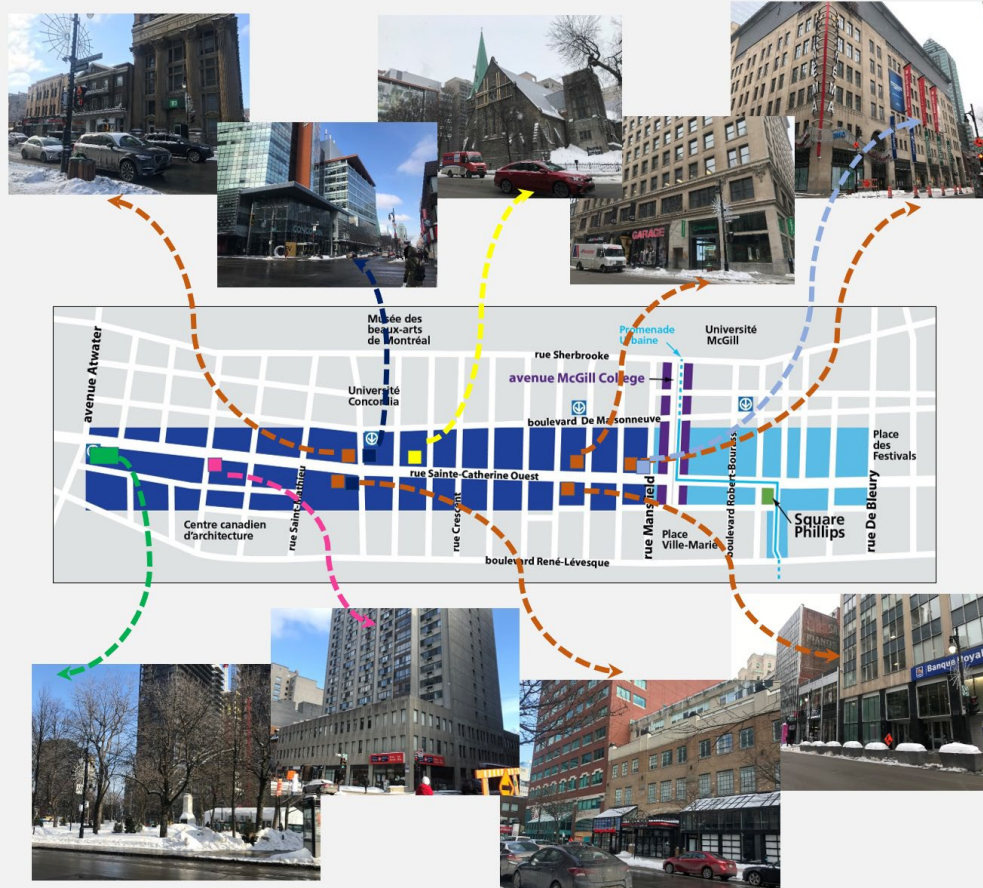 CINEMA
CONCORDIA
GARAGE
Musée des
beaux-arts
de Montréal
Promenade
Urbaine
Université
McGill
rue Sherbrooke
avenue McGill College
avenue Atwater
Université
Concordia
boulevard De Maisonneuve
Place
des
Festivals
rue Sainte-Catherine Ouest
rue Saint-Mathieu
rue Crescent
rue Mansfield
boulevard Robert-Bourassa
rue De Bleury
Centre canadien
d'architecture
Place
Ville-Marie
Square
Phillips
boulevard René-Lévesque
Banque Royale